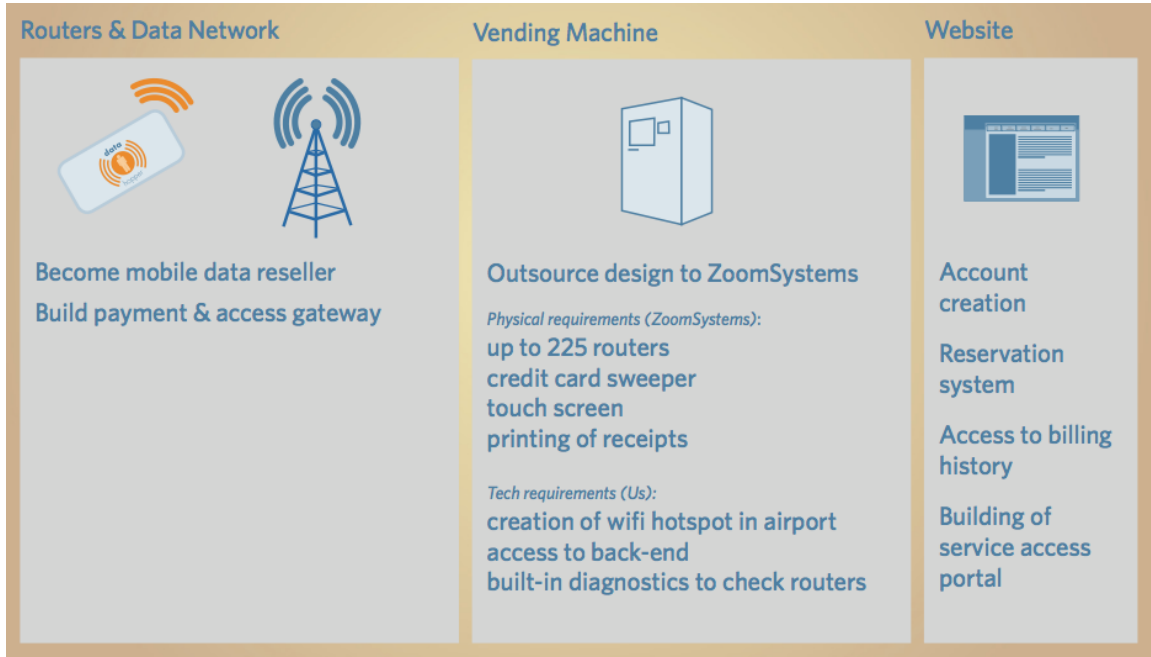 Routers & Data Network
data
hopper
Become mobile data reseller
Build payment & access gateway
Vending Machine
Outsource design to ZoomSystems
Physical requirements (ZoomSystems):
up to 225 routers
credit card sweeper
touch screen
printing of receipts
Tech requirements (Us):
creation of wifi hotspot in airport
access to back-end
built-in diagnostics to check routers
Website
Account
creation
Reservation
system
Access to billing
history
Building of
service access
portal